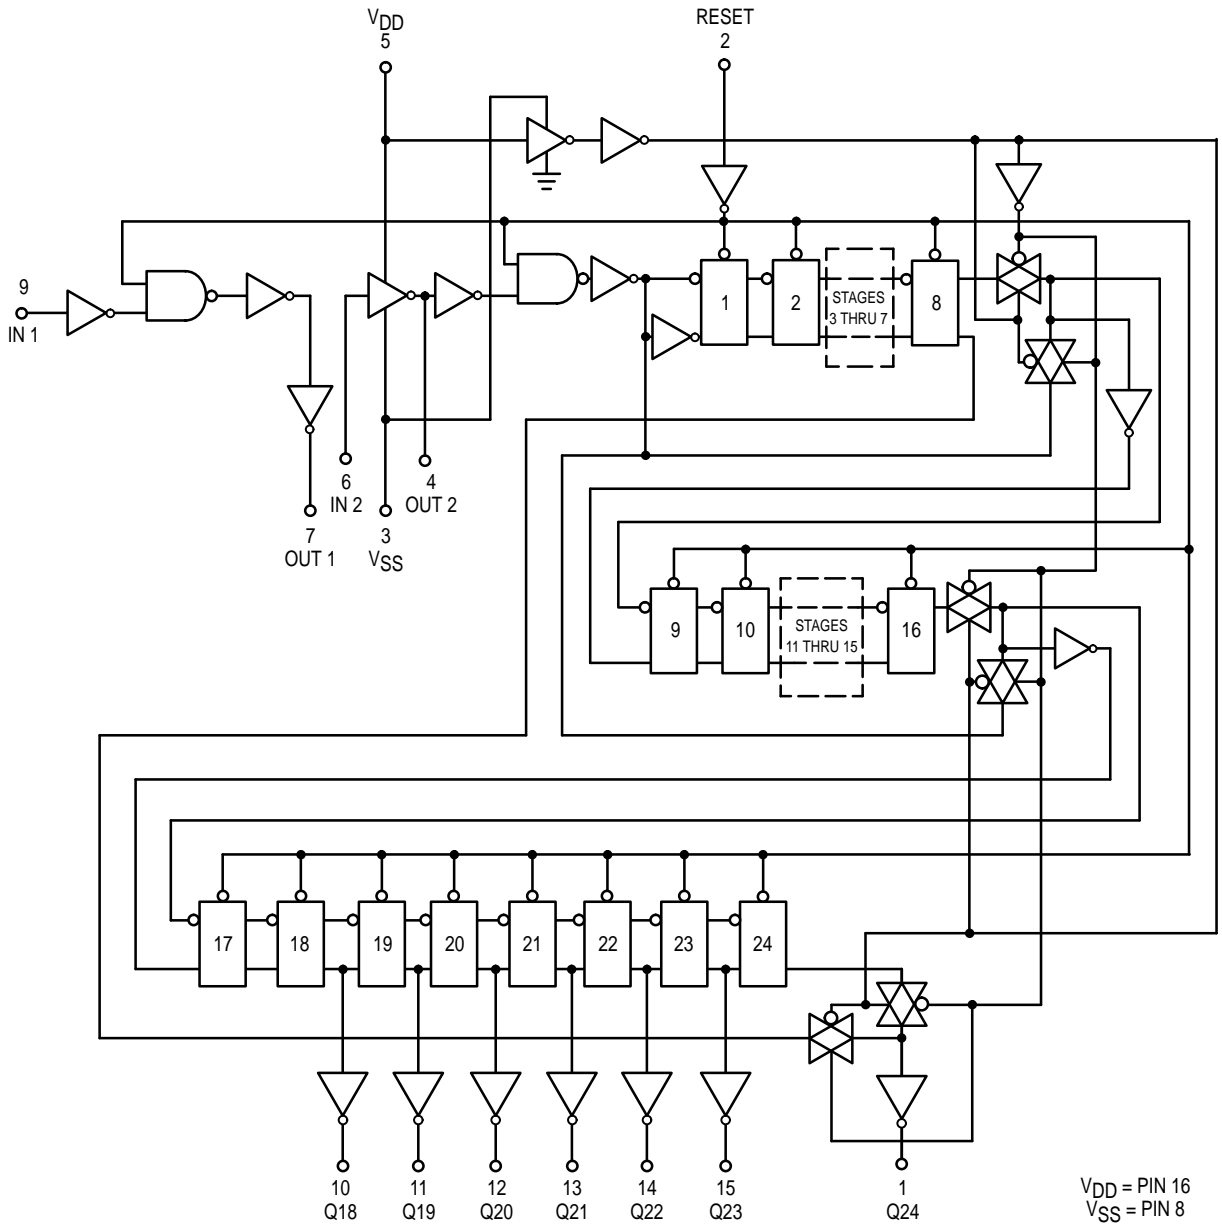 VDD
5
RESET
2
9
IN 1
1
2
STAGES
3 THRU 7
8
6
IN 2
4
OUT 2
7
OUT 1
3
VSS
9
10
STAGES
11 THRU 15
16
17
18
19
20
21
22
23
24
10
Q18
11
Q19
12
Q20
13
Q21
14
Q22
15
Q23
1
Q24
VDD = PIN 16
VSS = PIN 8